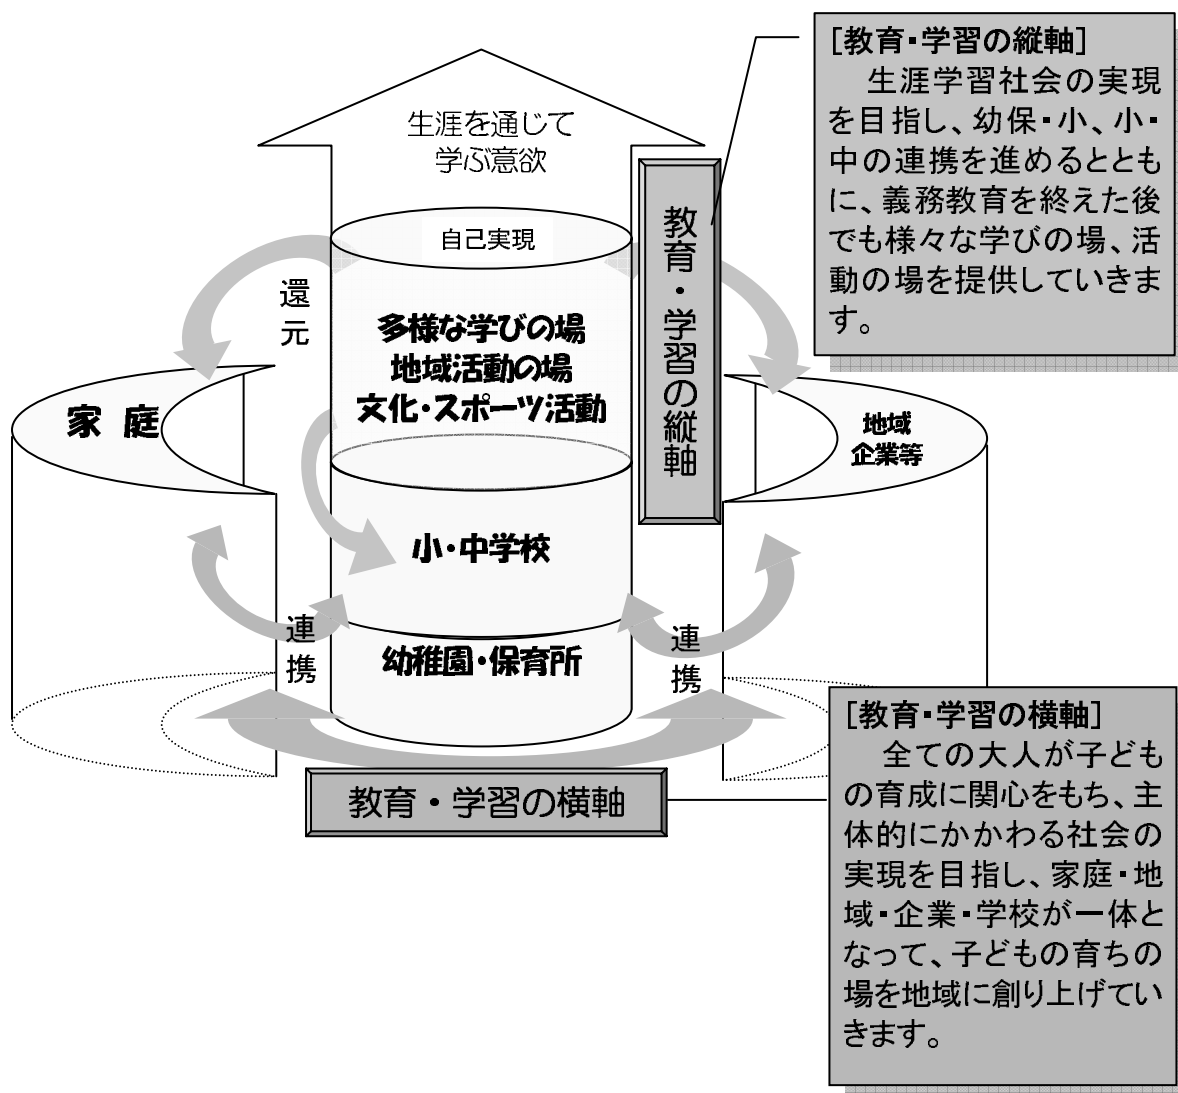 [教育・学習の縦軸]
生涯学習社会の実現
を目指し、幼保・小、小・
中の連携を進めるととも
に、義務教育を終えた後
でも様々な学びの場、活
動の場を提供していきま
す。
生涯を通じて
学ぶ意欲
自己実現
教育・学習の縦軸
還元
多様な学びの場
地域活動の場
文化・スポーツ活動
家庭
地域
企業等
小・中学校
連携
連携
幼稚園・保育所
教育・学習の横軸
[教育・学習の横軸]
全ての大人が子ども
の育成に関心をもち、主
体的にかかわる社会の
実現を目指し、家庭・地
域・企業・学校が一体と
なって、子どもの育ちの
場を地域に創り上げてい
きます。